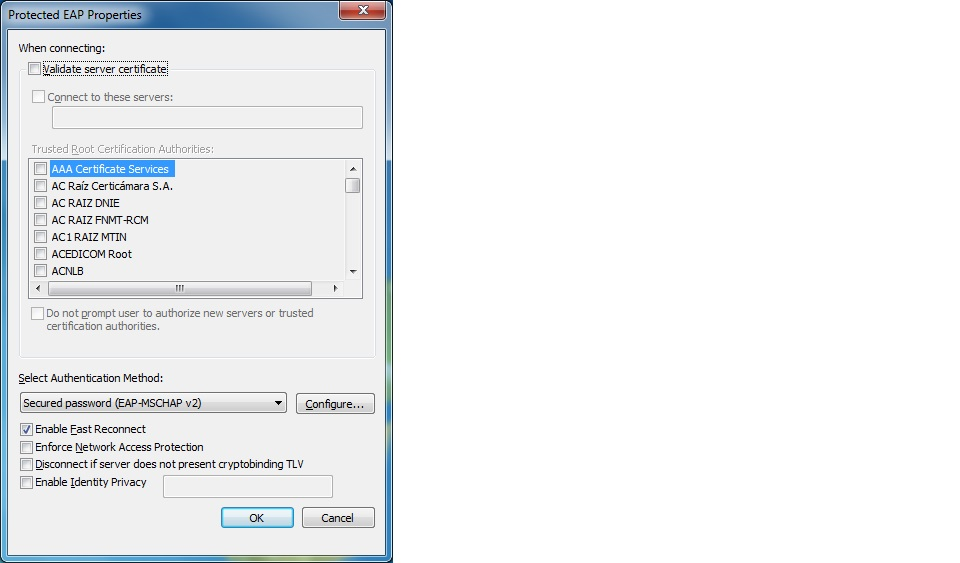 Protected EAP Properties
When connecting:
Validate server certificate
Connect to these servers:
Trusted Root Certification Authorities:
AAA Certificate Services
AC Raíz Certicámara S.A.
AC RAIZ DNIE
AC RAIZ FNMT-RCM
AC1 RAIZ MTIN
ACEDICOM Root
ACNLB
Do not prompt user to authorize new servers or trusted
certification authorities.
Select Authentication Method:
Secured password (EAP-MSCHAP v2) Configure...
Enable Fast Reconnect
Enforce Network Access Protection
Disconnect if server does not present cryptobinding TLV
Enable Identity Privacy
OK Cancel